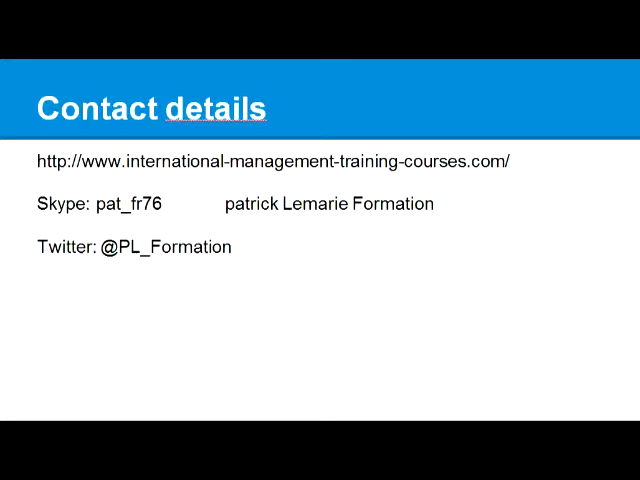 Contact details
http://www.international-management-training-courses.com/
Skype: pat_fr76 patrick Lemarie Formation
Twitter: @PL_Formation